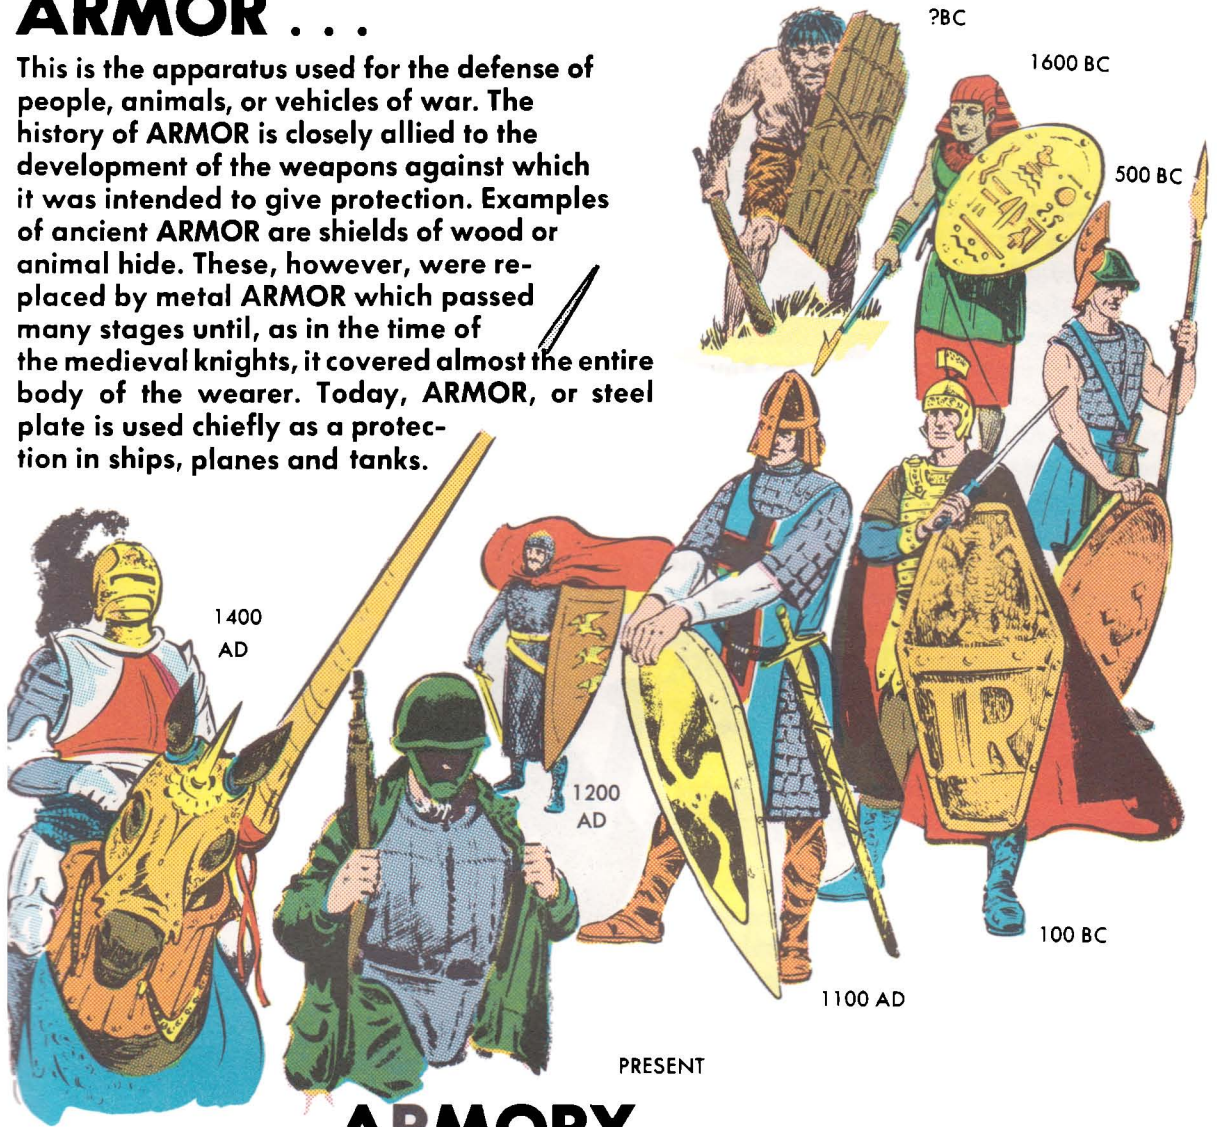 ARMOR . . .
This is the apparatus used for the defense of
people, animals, or vehicles of war. The
history of ARMOR is closely allied to the
development of the weapons against which
it was intended to give protection. Examples
of ancient ARMOR are shields of wood or
animal hide. These, however, were re-
placed by metal ARMOR which passed
many stages until, as in the time of
the medieval knights, it covered almost the entire
body of the wearer. Today, ARMOR, or steel
plate is used chiefly as a protec-
tion in ships, planes and tanks.
?BC
1600 BC
500 BC
1400
AD
1200
AD
IR
100 BC
1100 AD
PRESENT
ARMORY